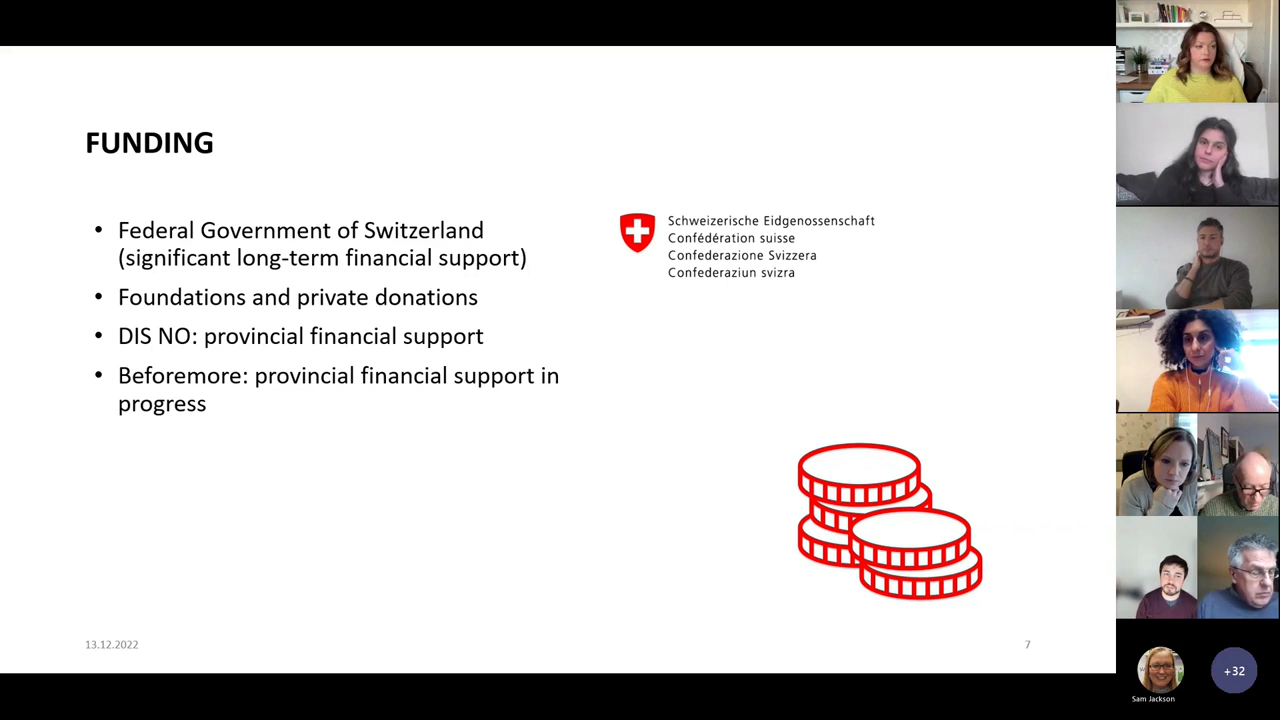 FUNDING
• Federal Government of Switzerland
(significant long-term financial support)
• Foundations and private donations
• DIS NO: provincial financial support
• Beforemore: provincial financial support in
progress
Schweizerische Eidgenossenschaft
Confédération suisse
Confederazione Svizzera
Confederaziun svizra
13.12.2022
7
Sam Jackson
+32